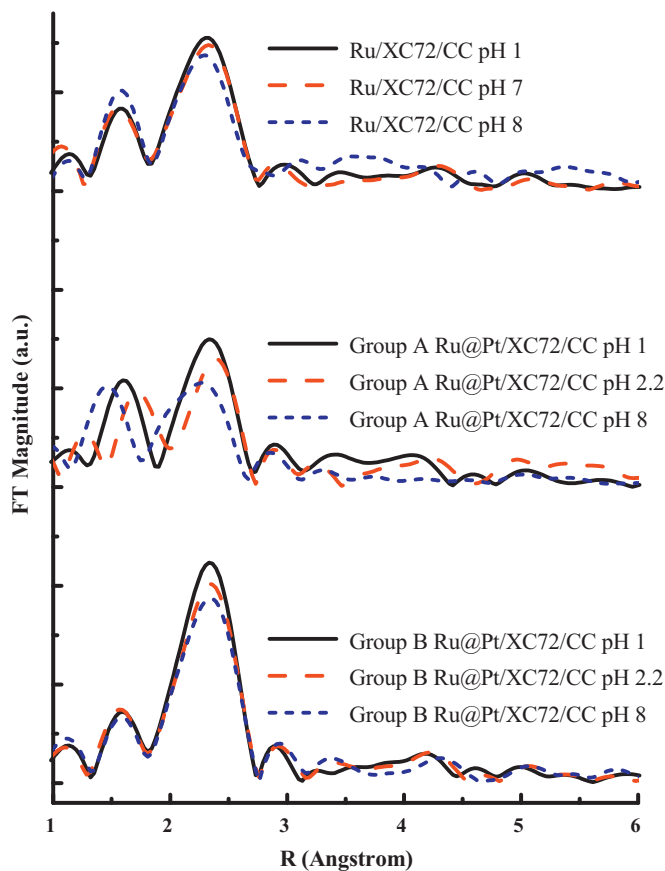 Ru/XC72/CC pH 1
Ru/XC72/CC pH 7
Ru/XC72/CC pH 8
Group A Ru@Pt/XC72/CC pH 1
Group A Ru@Pt/XC72/CC pH 2.2
Group A Ru@Pt/XC72/CC pH 8
Group B Ru@Pt/XC72/CC pH 1
Group B Ru@Pt/XC72/CC pH 2.2
Group B Ru@Pt/XC72/CC pH 8
FT Magnitude (a.u.)
1 2 3 4 5 6
R (Angstrom)